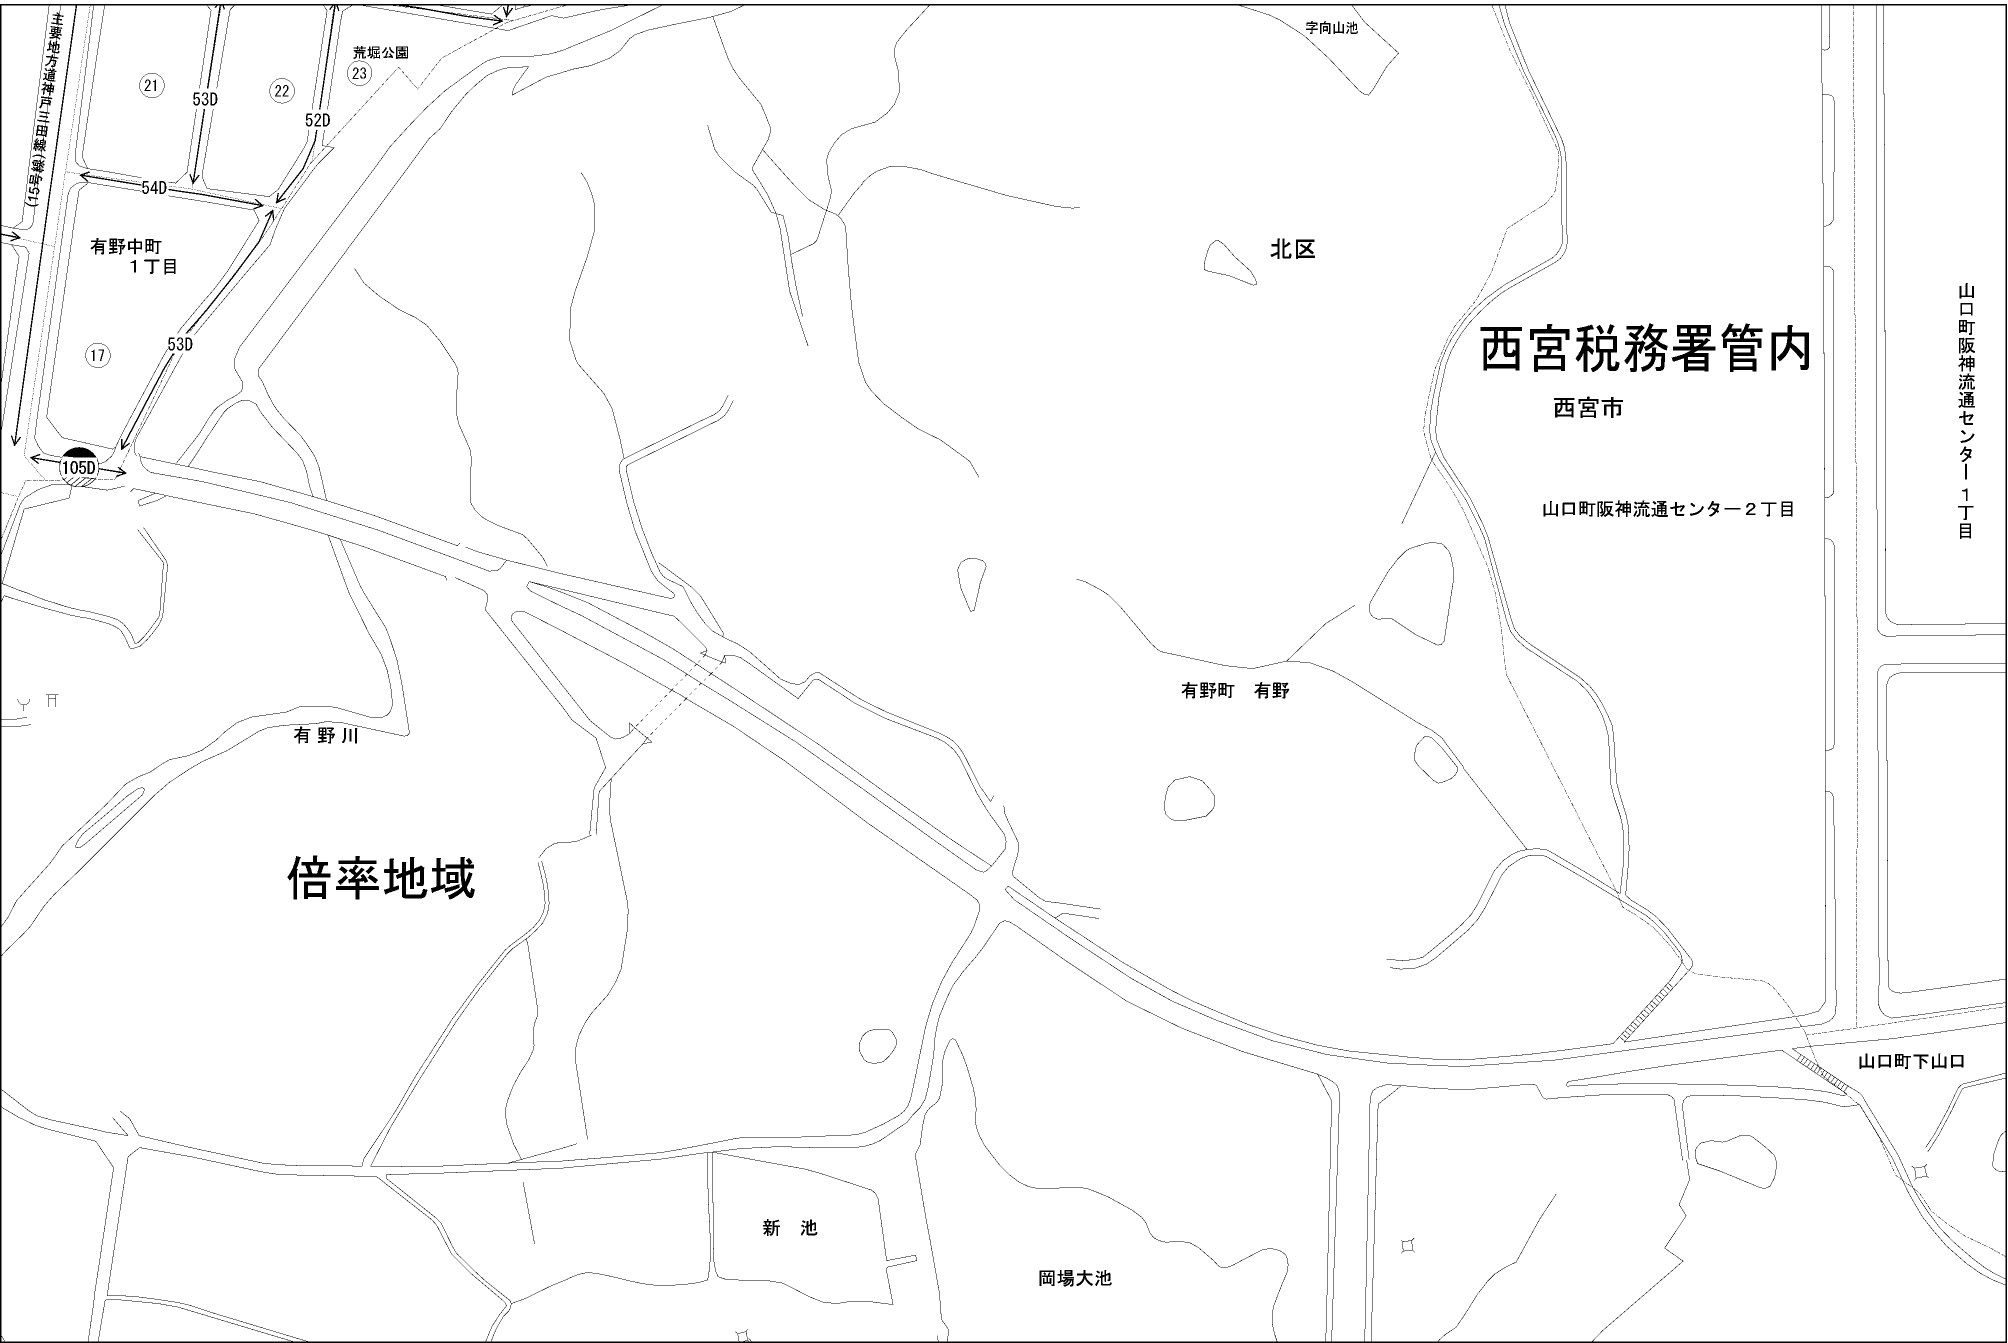 主要地方道神戸三田線(15号線)
荒堀公園
23
21
22
53D
52D
54D
有野中町
1丁目
17
53D
105D
字向山池
北区
西宮税務署管内
西宮市
山口町阪神流通センター2丁目
山口町阪神流通センター1丁目
有野町 有野
有野川
倍率地域
山口町下山口
新 池
岡場大池